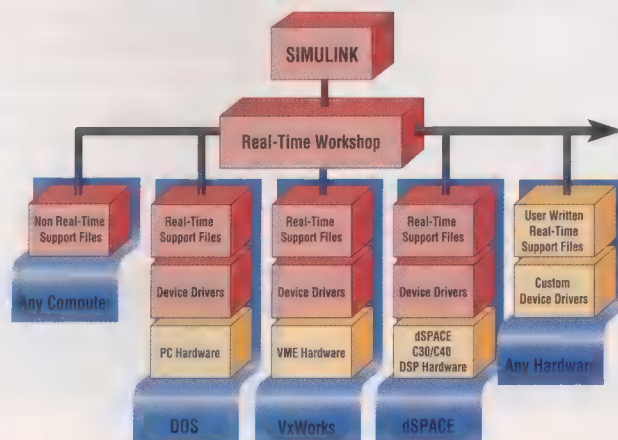 SIMULINK
Real-Time Workshop
Non Real-Time
Support Files
Any Computer
Real-Time
Support Files
Device Drivers
PC Hardware
DOS
Real-Time
Support Files
Device Drivers
VME Hardware
VxWorks
Real-Time
Support Files
Device Drivers
dSPACE
C30/C40
DSP Hardware
dSPACE
User Written
Real-Time
Support Files
Custom
Device Drivers
Any Hardware